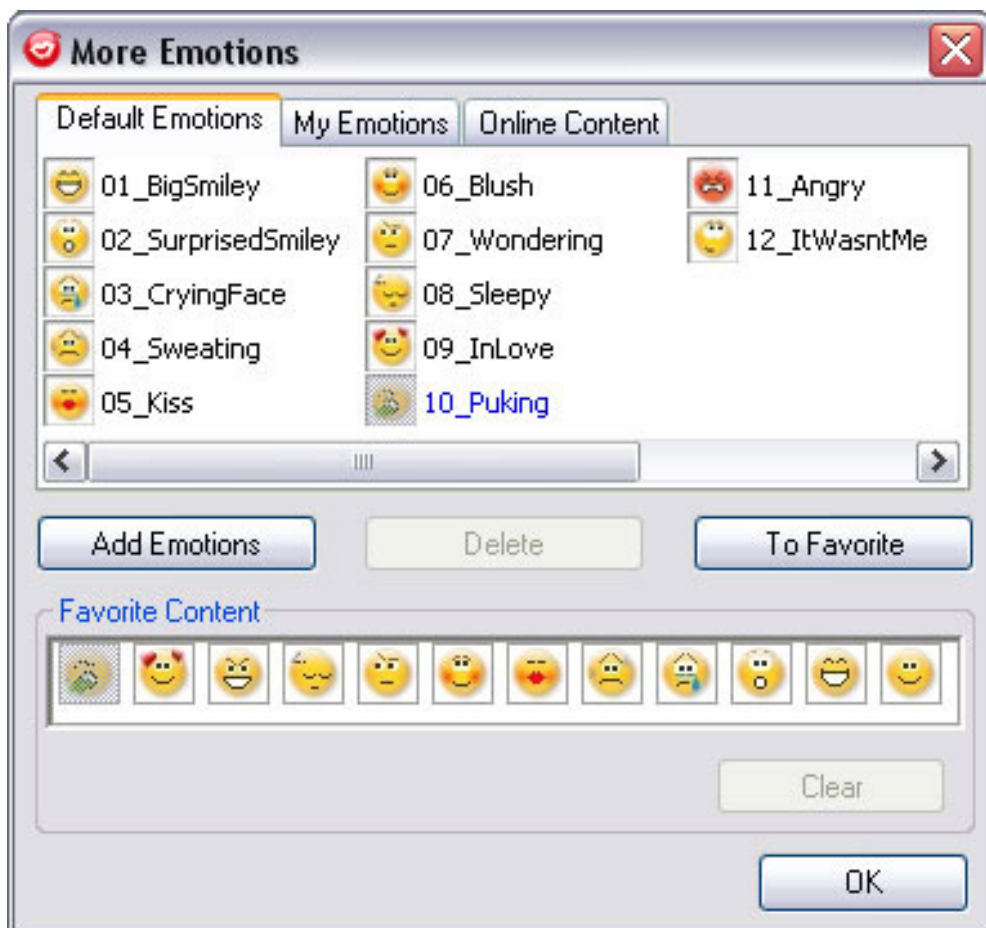 More Emotions
Default Emotions My Emotions Online Content
01_BigSmiley 06_Blush 11_Angry
02_SurprisedSmiley 07_Wondering 12_ItWasntMe
03_CryingFace 08_Sleepy
04_Sweating 09_InLove
05_Kiss 10_Puking
Add Emotions Delete To Favorite
Favorite Content
Clear
OK